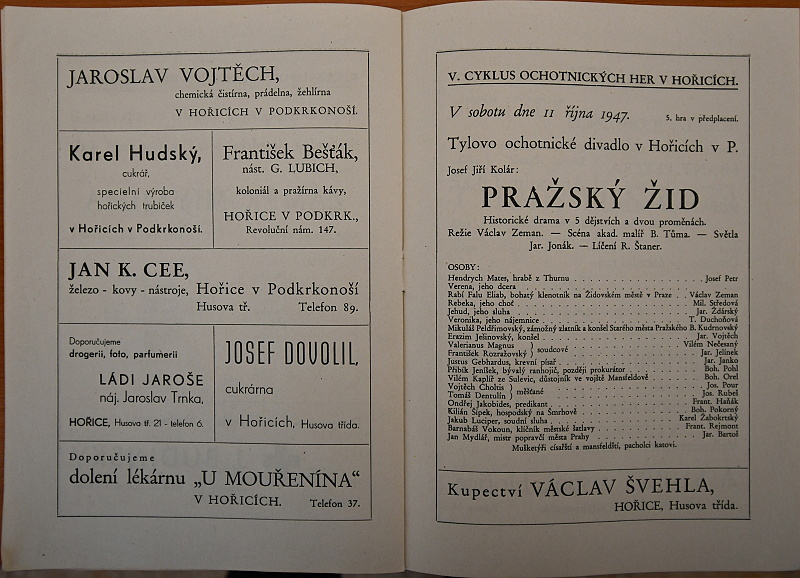 JAROSLAV VOJTĚCH,
chemická čistírna, prádelna, žehlírna
V HOŘICÍCH V PODKRKONOŠÍ.
Karel Hudský,
cukrář,
specielní výroba
hořických trubiček
v Hořicích v Podkrkonoší.
František Bešťák,
nást. G. LUBICH,
koloniál a pražírna kávy,
HOŘICE V PODKRK.,
Revoluční nám. 147.
JAN K. CEE,
železo - kovy - nástroje, Hořice v Podkrkonoší
Husova tř. Telefon 89.
Doporučujeme
drogerii, foto, parfumerii
LÁDI JAROŠE
náj. Jaroslav Trnka,
HOŘICE, Husova tř. 21 - telefon 6.
JOSEF DOVOLIL,
cukrárna
v Hořicích, Husova třída.
Doporučujeme
dolení lékárnu „U MOUŘENÍNA“
V HOŘICÍCH. Telefon 37.
V. CYKLUS OCHOTNICKÝCH HER V HOŘICÍCH.
V sobotu dne 11 října 1947. 5. hra v předplacení.
Tylovo ochotnické divadlo v Hořicích v P.
Josef Jiří Kolár:
PRAŽSKÝ ŽID
Historické drama v 5 dějstvích a dvou proměnách.
Režie Václav Zeman. — Scéna akad. malíř B. Tůma. — Světla
Jar. Jonák. — Líčení R. Štaner.
OSOBY:
Hendrych Mates, hrabě z Thurnu . . . . . . . . . . Josef Petr
Verena, jeho dcera . . . . . . . . . .
Rabí Falu Eliab, bohatý klenotník na Židovském městě v Praze . . Václav Zeman
Rebeka, jeho choť . . . . . . . . . . Mil. Středová
Jehud, jeho sluha . . . . . . . . . . Jar. Žďárský
Veronika, jeho nájemnice . . . . . . . . . . T. Duchoňová
Mikuláš Peldřimovský, zámožný zlatník a konšel Starého města Pražského B. Kudrnovský
Erazim Ješinovský, konšel . . . . . . . . . . Jar. Vojtěch
Valerianus Magnus ) soudcové . . . . . . . . . . Vilém Nečesaný
František Rozražovský ) Jar. Jelínek
Justus Gebhardus, krevní písař . . . . . . . . . . Jar. Janko
Přibík Jeníšek, bývalý ranhojič, později prokurátor . . . . . Boh. Pohl
Vilém Kaplíř ze Sulevic, důstojník ve vojště Mansfeldově . . . Boh. Orel
Vojtěch Choltis ) měšťané . . . . . . . . . . Jos. Pour
Tomáš Dentulín ) Jos. Rubeš
Ondřej Jakobides, predikant . . . . . . . . . . Frant. Haňák
Kilián Šípek, hospodský na Šmrhově . . . . . . . . Boh. Pokorný
Jakub Luciper, soudní sluha . . . . . . . . . . Karel Žabokrtský
Barnabáš Vokoun, klíčník městské šatlavy . . . . . . . Frant. Rejmont
Jan Mydlář, mistr popravčí města Prahy . . . . . . . Jar. Bartoš
Mušketýři císařští a mansfeldští, pacholci katovi.
Kupectví VÁCLAV ŠVEHLA,
HOŘICE, Husova třída.